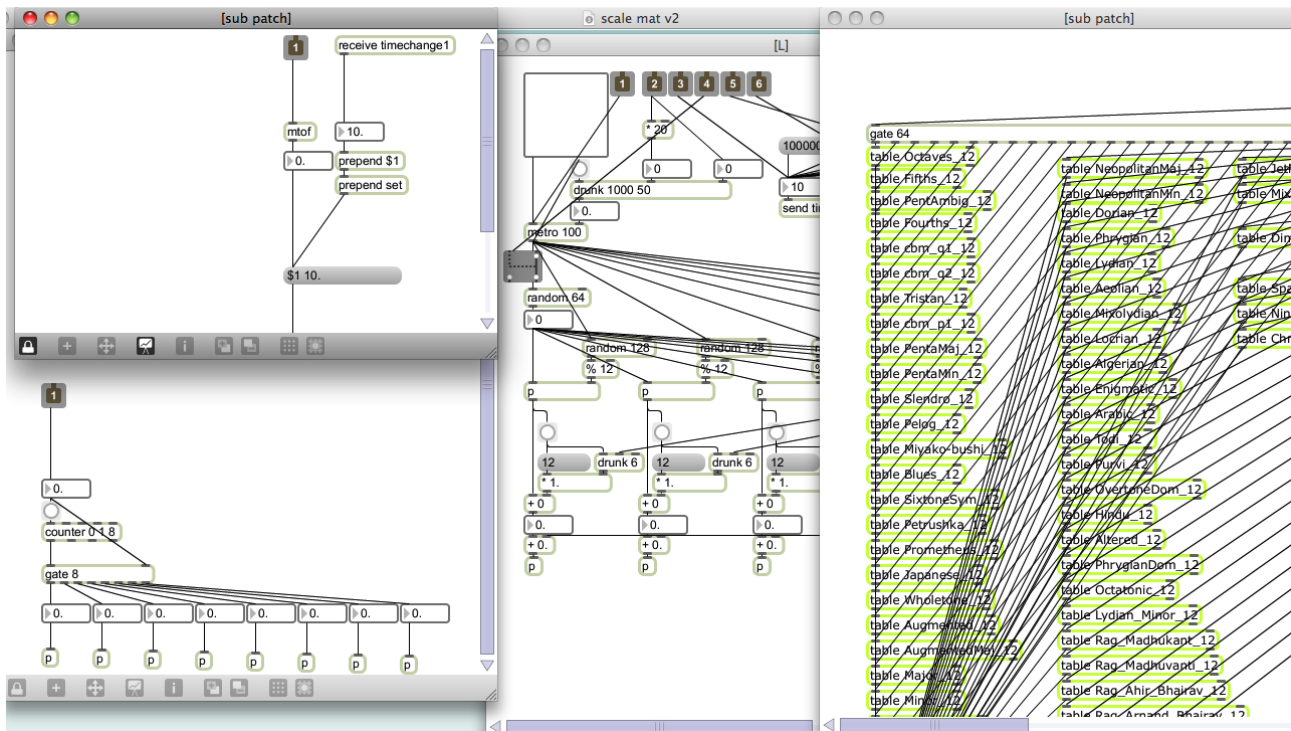 [sub patch]
1
receive timechange1
mtof
10.
0.
prepend $1
prepend set
$1 10.
1
0.
counter 0 1 8
gate 8
0. 0. 0. 0. 0. 0. 0. 0.
p p p p p p p p
scale mat v2
[L]
1 2 3 4 5 6
* 20
0 0
10
drunk 1000 50
0.
metro 100
random 64
0
random 128 random 128
% 12 % 12
p p p
12 drunk 6 12 drunk 6 12
* 1. * 1. * 1.
+ 0 + 0 + 0
0. 0. 0.
+ 0. + 0. + 0.
p p p
[sub patch]
gate 64
table Octaves_12
table Fifths_12
table PentAmbig_12
table Fourths_12
table cbm_q1_12
table cbm_q2_12
table Tristan_12
table cbm_p1_12
table PentaMaj_12
table PentaMin_12
table Slendro_12
table Pelog_12
table Miyako-bushi_12
table Blues_12
table SixtoneSym_12
table Petrushka_12
table Prometheus_12
table Japanese_12
table Wholetone_12
table Augmented_12
table AugmentedMaj_12
table Major_12
table Minor_12
table NeopolitanMaj_12
table NeopolitanMin_12
table Dorian_12
table Phrygian_12
table Lydian_12
table Aeolian_12
table Mixolydian_12
table Locrian_12
table Algerian_12
table Enigmatic_12
table Arabic_12
table Todi_12
table Purvi_12
table OvertoneDom_12
table Hindu_12
table Altered_12
table PhrygianDom_12
table Octatonic_12
table Lydian_Minor_12
table Rag_Madhukant_12
table Rag_Madhuvanti_12
table Rag_Ahir_Bhairav_12
table Rag_Arnand_Bhairav_12
table
table
table
table
table
table
table